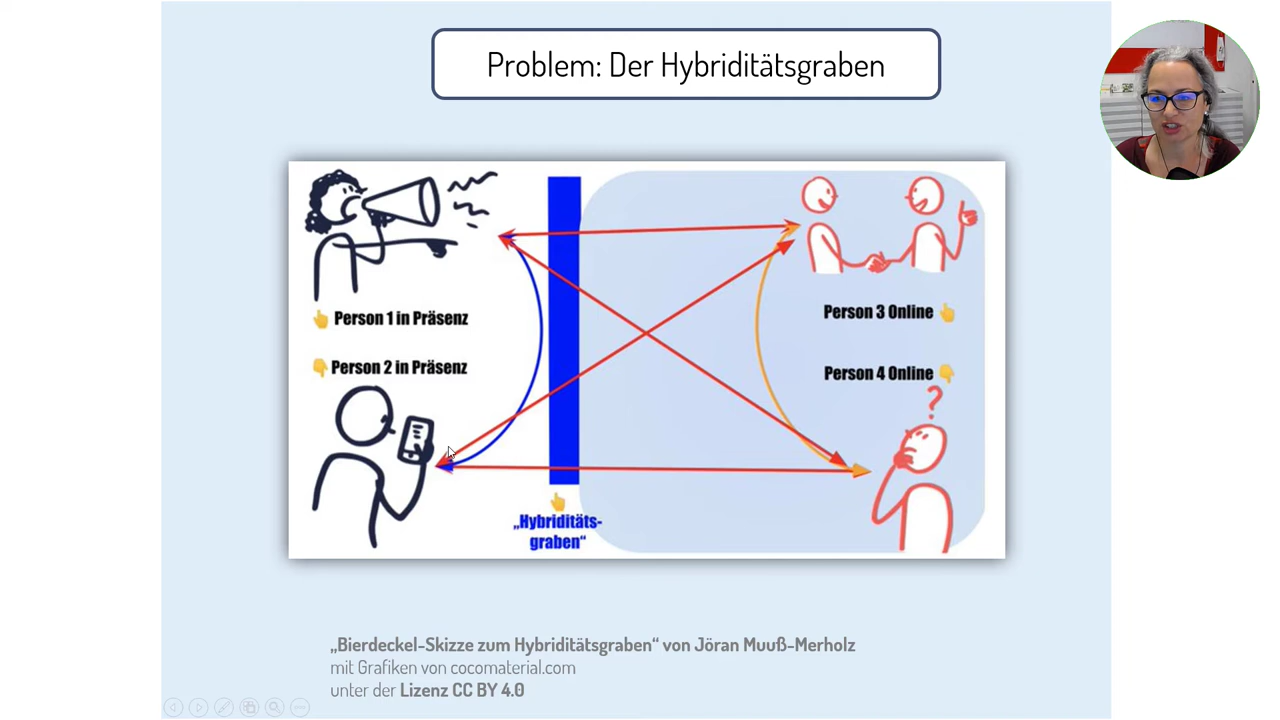 Problem: Der Hybriditätsgraben
Person 1 in Präsenz
Person 2 in Präsenz
Person 3 Online
Person 4 Online
?
„Hybriditäts-
graben“
„Bierdeckel-Skizze zum Hybriditätsgraben“ von Jöran Muuß-Merholz
mit Grafiken von cocomaterial.com
unter der Lizenz CC BY 4.0